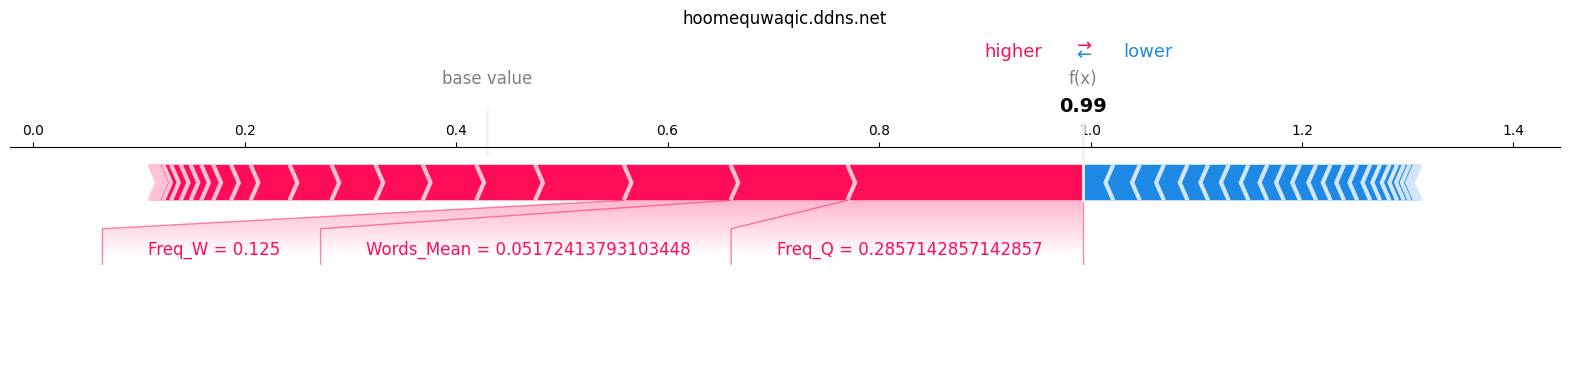 hoomequwaqic.ddns.net
higher → lower
←
base value f(x)
0.99
0.0 0.2 0.4 0.6 0.8 1.0 1.2 1.4
Freq_W = 0.125 Words_Mean = 0.05172413793103448 Freq_Q = 0.2857142857142857